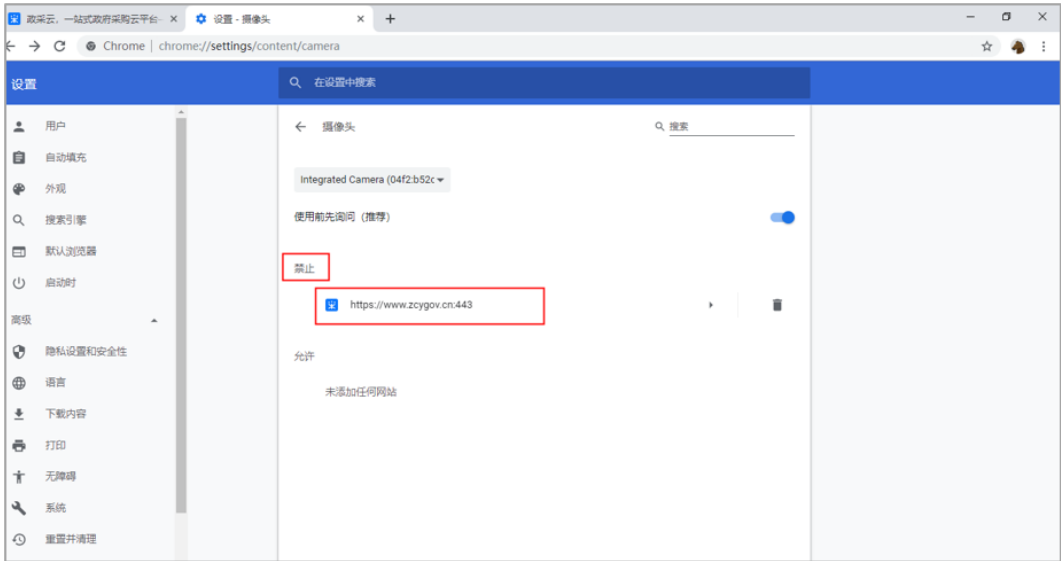 政采云，一站式政府采购云平台-
设置 - 摄像头
Chrome | chrome://settings/content/camera
设置
在设置中搜索
用户
自动填充
外观
搜索引擎
默认浏览器
启动时
高级
隐私设置和安全性
语言
下载内容
打印
无障碍
系统
重置并清理
摄像头
搜索
Integrated Camera (04f2:b52c
使用前先询问（推荐）
禁止
https://www.zcygov.cn:443
允许
未添加任何网站